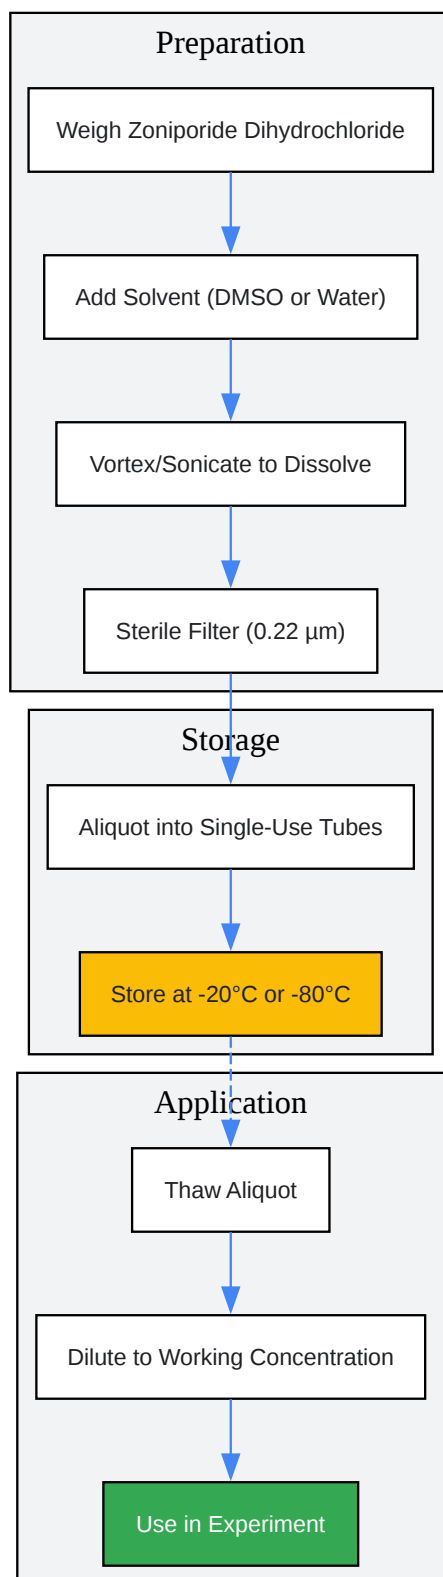 Preparation
Weigh Zoniporide Dihydrochloride
Add Solvent (DMSO or Water)
Vortex/Sonicate to Dissolve
Sterile Filter (0.22 µm)
Storage
Aliquot into Single-Use Tubes
Store at -20°C or -80°C
Application
Thaw Aliquot
Dilute to Working Concentration
Use in Experiment